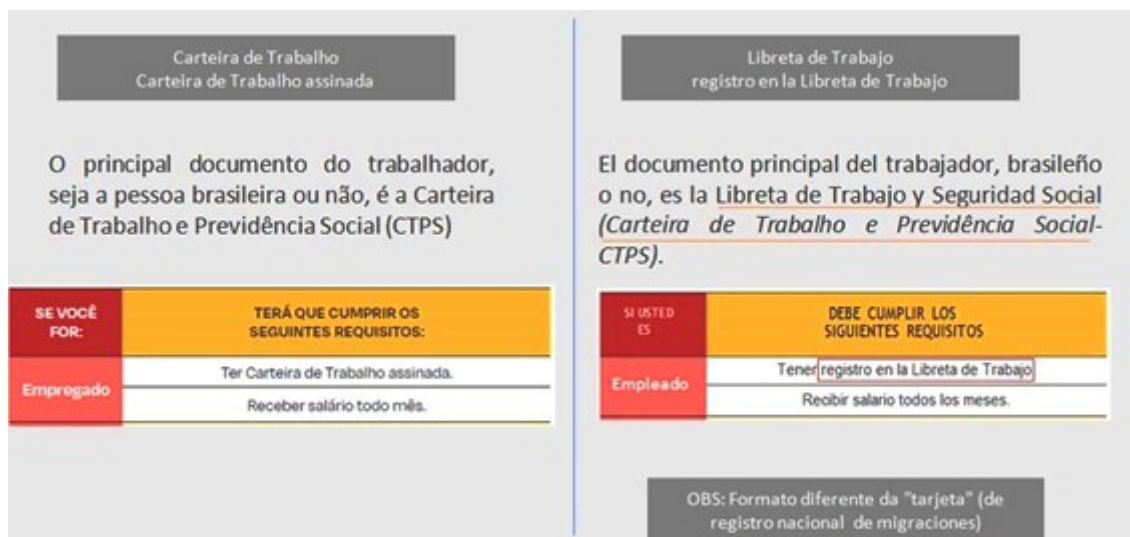 Carteira de Trabalho
Carteira de Trabalho assinada
O principal documento do trabalhador,
seja a pessoa brasileira ou não, é a Carteira
de Trabalho e Previdência Social (CTPS)
SE VOCÊ
FOR:
TERÁ QUE CUMPRIR OS
SEGUINTES REQUISITOS:
Empregado
Ter Carteira de Trabalho assinada.
Receber salário todo mês.
Libreta de Trabajo
registro en la Libreta de Trabajo
El documento principal del trabajador, brasileño
o no, es la Libreta de Trabajo y Seguridad Social
(Carteira de Trabalho e Previdência Social-
CTPS).
SI USTED
ES
DEBE CUMPLIR LOS
SIGUIENTES REQUISITOS
Empleado
Tener registro en la Libreta de Trabajo
Recibir salario todos los meses.
OBS: Formato diferente da "tarjeta" (de
registro nacional de migraciones)